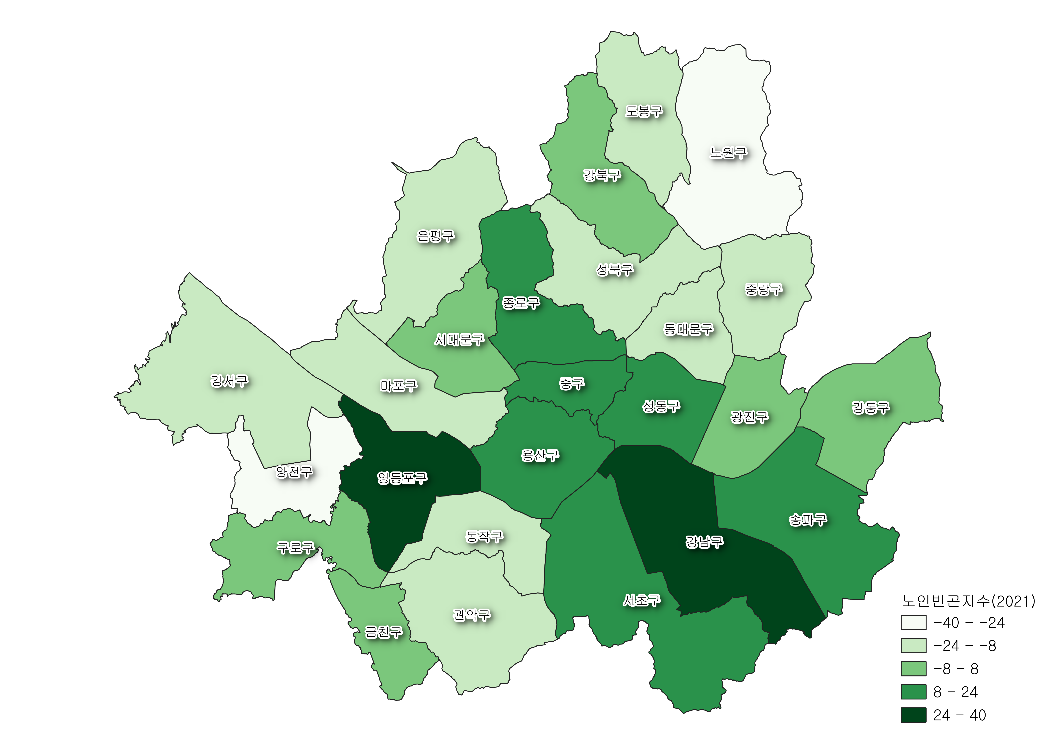 도봉구
노원구
강북구
은평구
성북구
중랑구
종로구
동대문구
서대문구
강서구
마포구
중구
성동구
강동구
광진구
용산구
양천구
영등포구
송파구
동작구
강남구
구로구
서초구
관악구
금천구
노인빈곤지수(2021)
-40 - -24
-24 - -8
-8 - 8
8 - 24
24 - 40